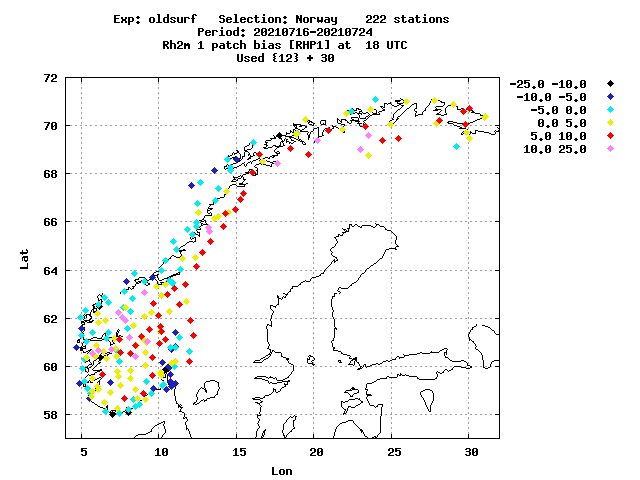 Exp: oldsurf   Selection: Norway    222 stations
Period: 20210716-20210724
Rh2m 1 patch bias [RHP1] at  18 UTC
Used {12} + 30
72
70
68
66
64
62
60
58
5 10 15 20 25 30
Lat
Lon
-25.0 -10.0
-10.0 -5.0
-5.0 0.0
0.0 5.0
5.0 10.0
10.0 25.0